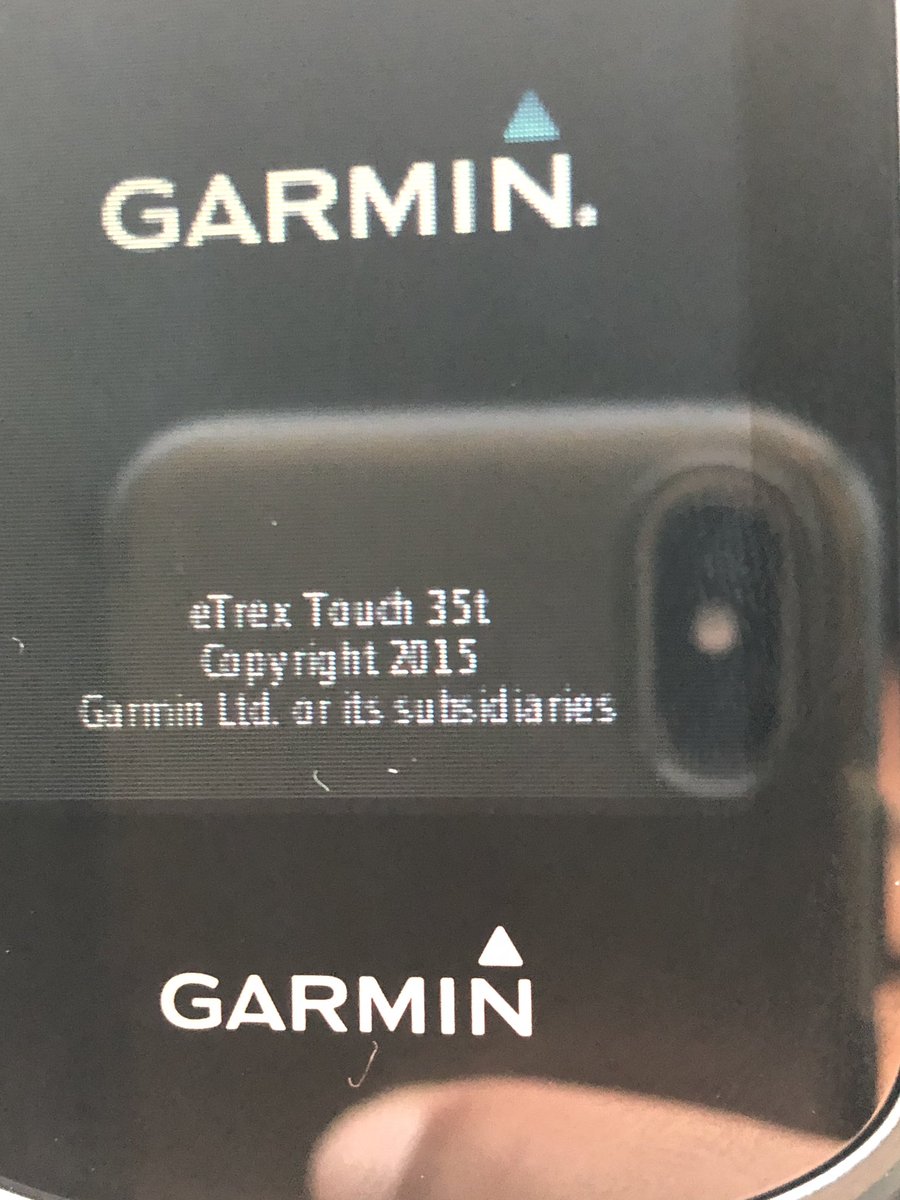 GARMIN.
eTrex Touch 35t
Copyright 2015
Garmin Ltd. or its subsidiaries
GARMIN